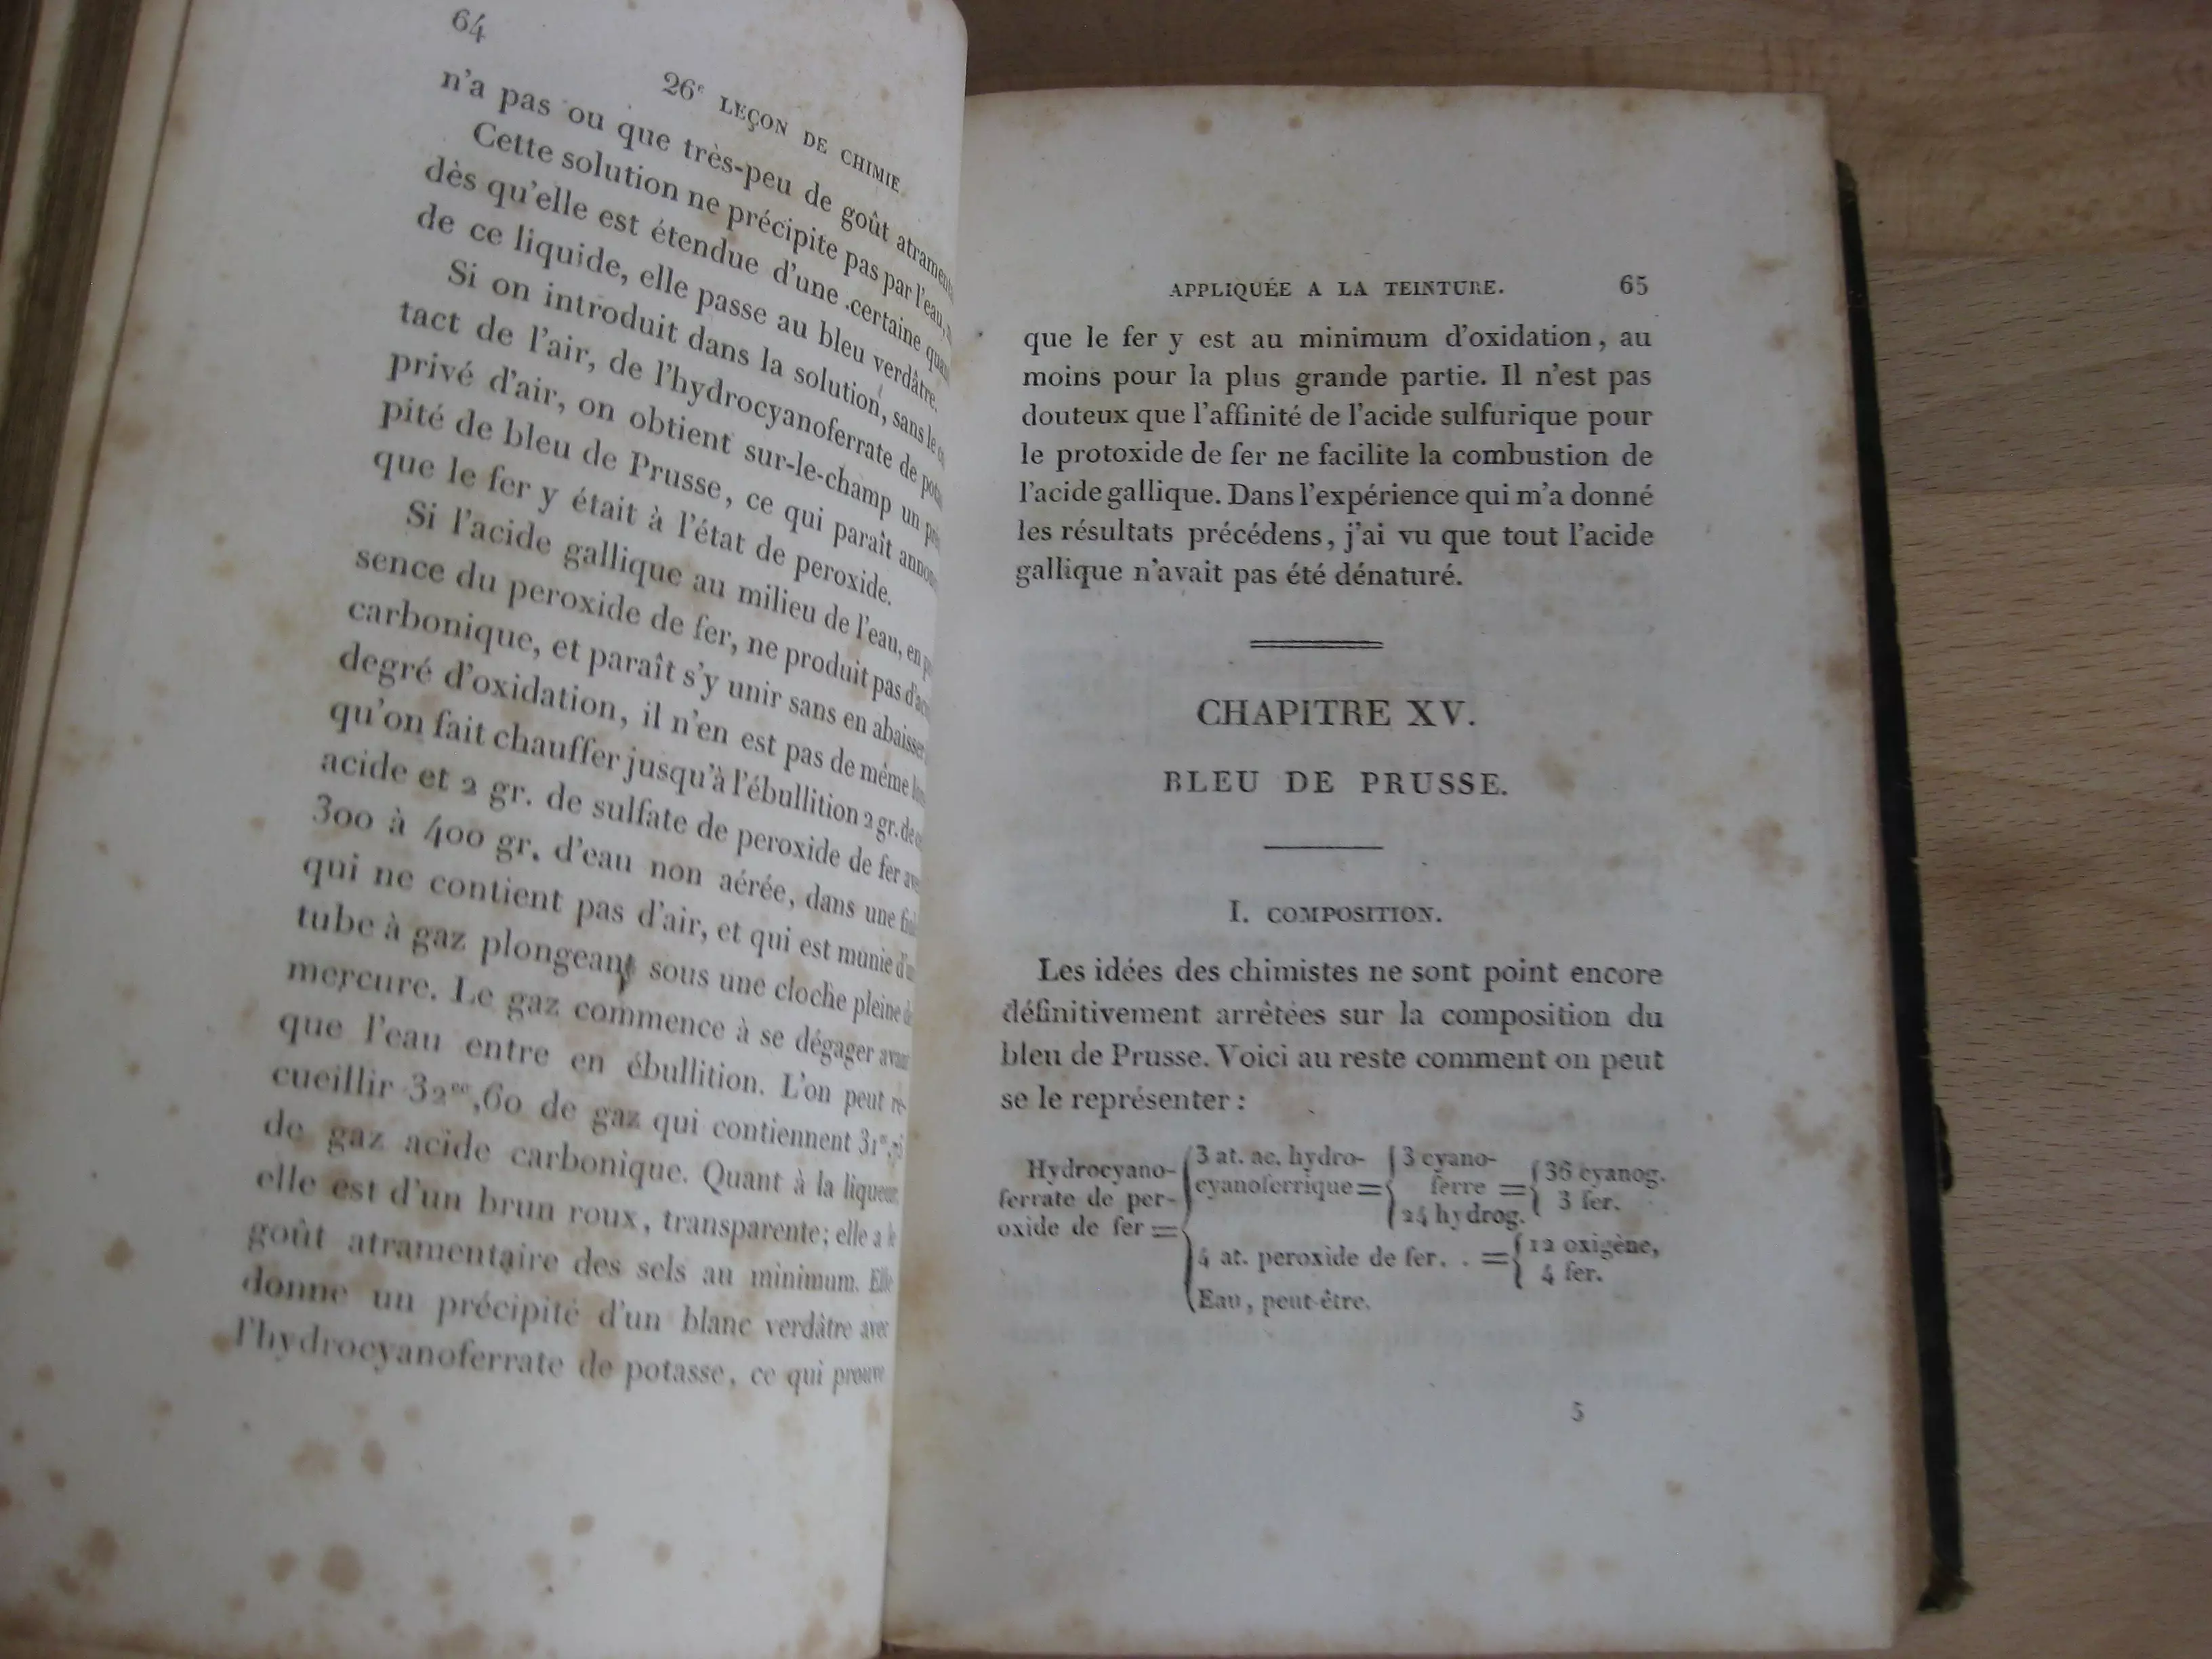 64
26e LEÇON DE CHIMIE
n'a pas ou que très-peu de goût
Cette solution ne précipite pas par l'eau,
dès qu'elle est étendue d'une certaine
de ce liquide, elle passe au bleu verdâtre.
Si on introduit dans la solution, sans le
tact de l'air, de l'hydrocyanoferrate de
privé d'air, on obtient sur-le-champ un
pité de bleu de Prusse, ce qui paraît
que le fer y était à l'état de peroxide.
Si l'acide gallique au milieu de l'eau, en
sence du peroxide de fer, ne produit pas
carbonique, et paraît s'y unir sans en abaisser
degré d'oxidation, il n'en est pas de même
qu'on fait chauffer jusqu'à l'ébullition 2 gr. de
acide et 2 gr. de sulfate de peroxide de fer
300 à 400 gr. d'eau non aérée, dans une
qui ne contient pas d'air, et qui est munie
tube à gaz plongeant sous une cloche pleine
mercure. Le gaz commence à se dégager avant
que l'eau entre en ébullition. L'on peut re-
cueillir 32cc,60 de gaz qui contiennent
de gaz acide carbonique. Quant à la liqueur
elle est d'un brun roux, transparente; elle a le
goût atramentaire des sels au minimum. Elle
donne un précipité d'un blanc verdâtre avec
l'hydrocyanoferrate de potasse, ce qui prouve
APPLIQUÉE A LA TEINTURE. 65
que le fer y est au minimum d'oxidation, au
moins pour la plus grande partie. Il n'est pas
douteux que l'affinité de l'acide sulfurique pour
le protoxide de fer ne facilite la combustion de
l'acide gallique. Dans l'expérience qui m'a donné
les résultats précédens, j'ai vu que tout l'acide
gallique n'avait pas été dénaturé.
CHAPITRE XV.
BLEU DE PRUSSE.
I. COMPOSITION.
Les idées des chimistes ne sont point encore
définitivement arrêtées sur la composition du
bleu de Prusse. Voici au reste comment on peut
se le représenter :
Hydrocyano-
ferrate de per-
oxide de fer =
3 at. ac. hydro-
cyanoferrique =
3 cyano-
ferre =
36 cyanog.
3 fer.
24 hydrog.
4 at. peroxide de fer. . =
12 oxigène,
4 fer.
Eau, peut-être.
5